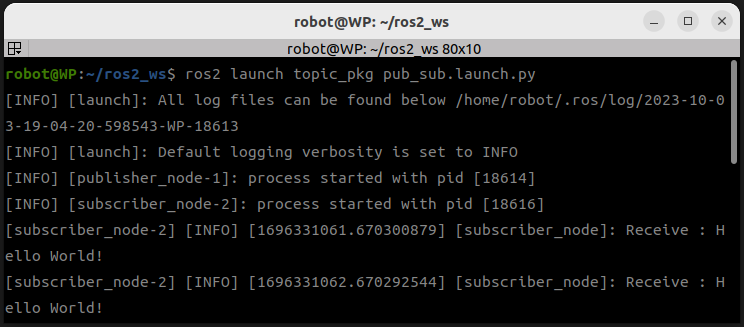 robot@WP: ~/ros2_ws
robot@WP: ~/ros2_ws 80x10
robot@WP:~/ros2_ws$ ros2 launch topic_pkg pub_sub.launch.py
[INFO] [launch]: All log files can be found below /home/robot/.ros/log/2023-10-0
3-19-04-20-598543-WP-18613
[INFO] [launch]: Default logging verbosity is set to INFO
[INFO] [publisher_node-1]: process started with pid [18614]
[INFO] [subscriber_node-2]: process started with pid [18616]
[subscriber_node-2] [INFO] [1696331061.670300879] [subscriber_node]: Receive : H
ello World!
[subscriber_node-2] [INFO] [1696331062.670292544] [subscriber_node]: Receive : H
ello World!